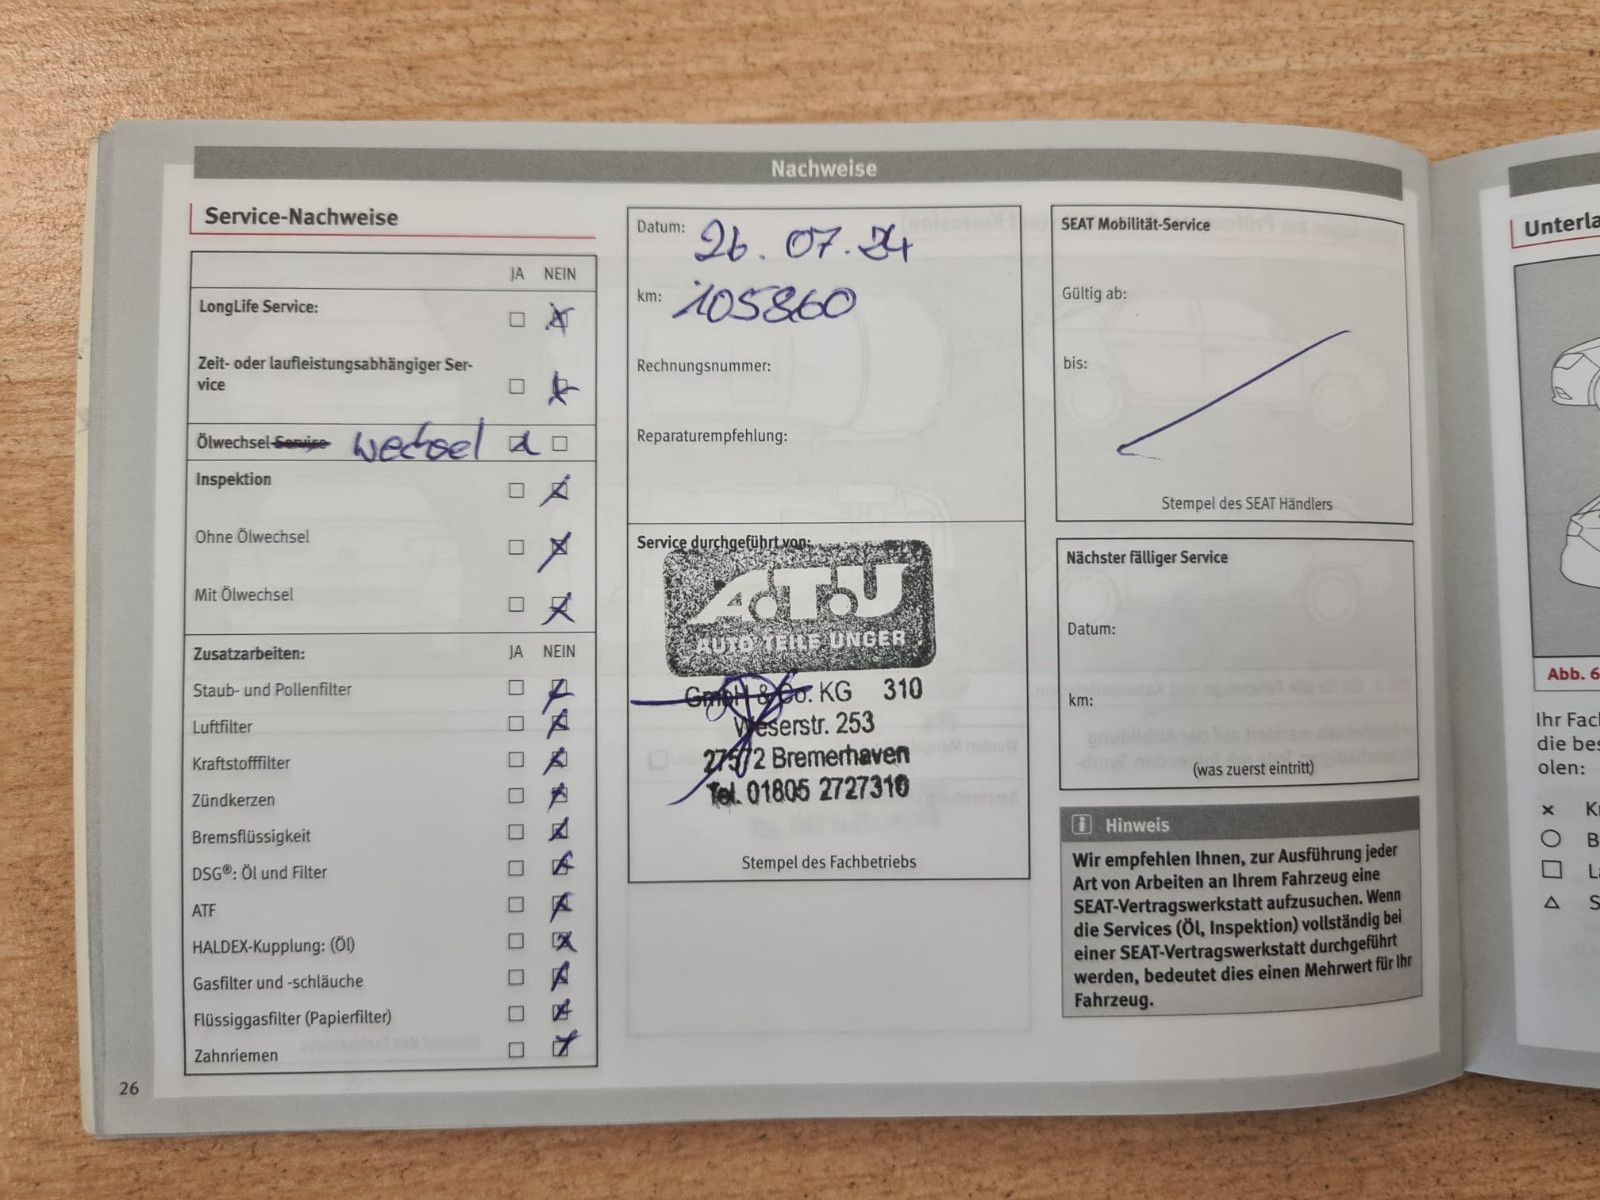 Nachweise
Service-Nachweise
JA NEIN
LongLife Service:
Zeit- oder laufleistungsabhängiger Ser-
vice
Ölwechsel-Service wechsel
Inspektion
Ohne Ölwechsel
Mit Ölwechsel
Zusatzarbeiten: JA NEIN
Staub- und Pollenfilter
Luftfilter
Kraftstofffilter
Zündkerzen
Bremsflüssigkeit
DSG®: Öl und Filter
ATF
HALDEX-Kupplung: (Öl)
Gasfilter und -schläuche
Flüssiggasfilter (Papierfilter)
Zahnriemen
26
Datum: 26.07.24
km: 105860
Rechnungsnummer:
Reparaturempfehlung:
Service durchgeführt von:
A.T.U
AUTO TEILE UNGER
GmbH & Co. KG 310
Weserstr. 253
27572 Bremerhaven
Tel. 01805 2727310
Stempel des Fachbetriebs
SEAT Mobilität-Service
Gültig ab:
bis:
Stempel des SEAT Händlers
Nächster fälliger Service
Datum:
km:
(was zuerst eintritt)
i Hinweis
Wir empfehlen Ihnen, zur Ausführung jeder
Art von Arbeiten an Ihrem Fahrzeug eine
SEAT-Vertragswerkstatt aufzusuchen. Wenn
die Services (Öl, Inspektion) vollständig bei
einer SEAT-Vertragswerkstatt durchgeführt
werden, bedeutet dies einen Mehrwert für Ihr
Fahrzeug.
Unterla
Abb. 6
Ihr Fac
die bes
olen: